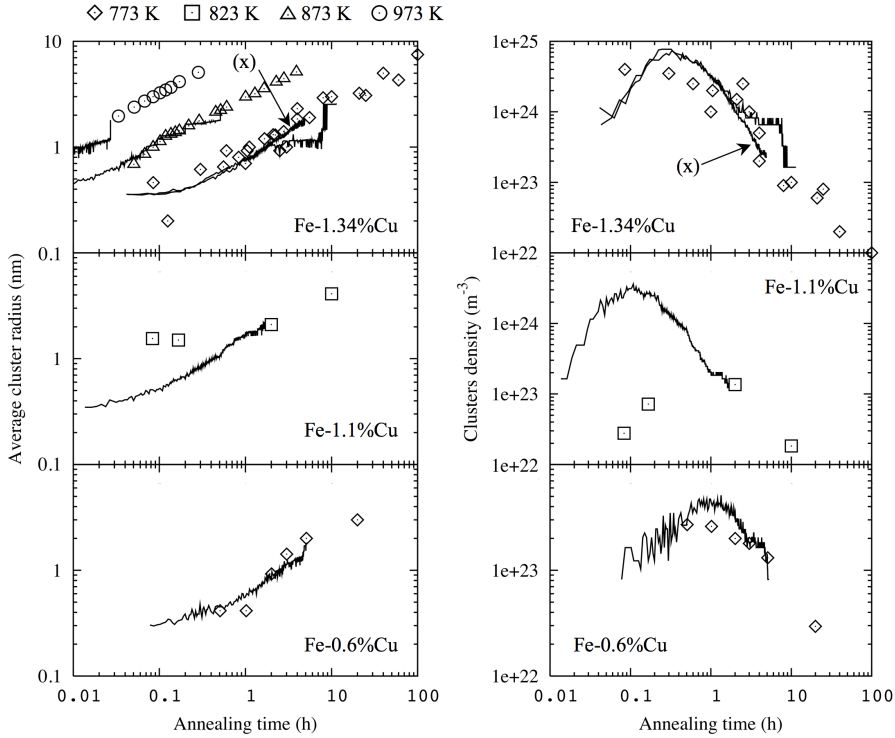 773 K 823 K 873 K 973 K
10
1
0.1
(x)
Fe-1.34%Cu
1
0.1
Fe-1.1%Cu
1
0.1
Fe-0.6%Cu
0.01 0.1 1 10 100
Annealing time (h)
Average cluster radius (nm)
1e+25
1e+24
1e+23
1e+22
(x)
Fe-1.34%Cu
1e+24
1e+23
1e+22
Fe-1.1%Cu
1e+23
1e+22
Fe-0.6%Cu
0.01 0.1 1 10 100
Annealing time (h)
Clusters density (m⁻³)